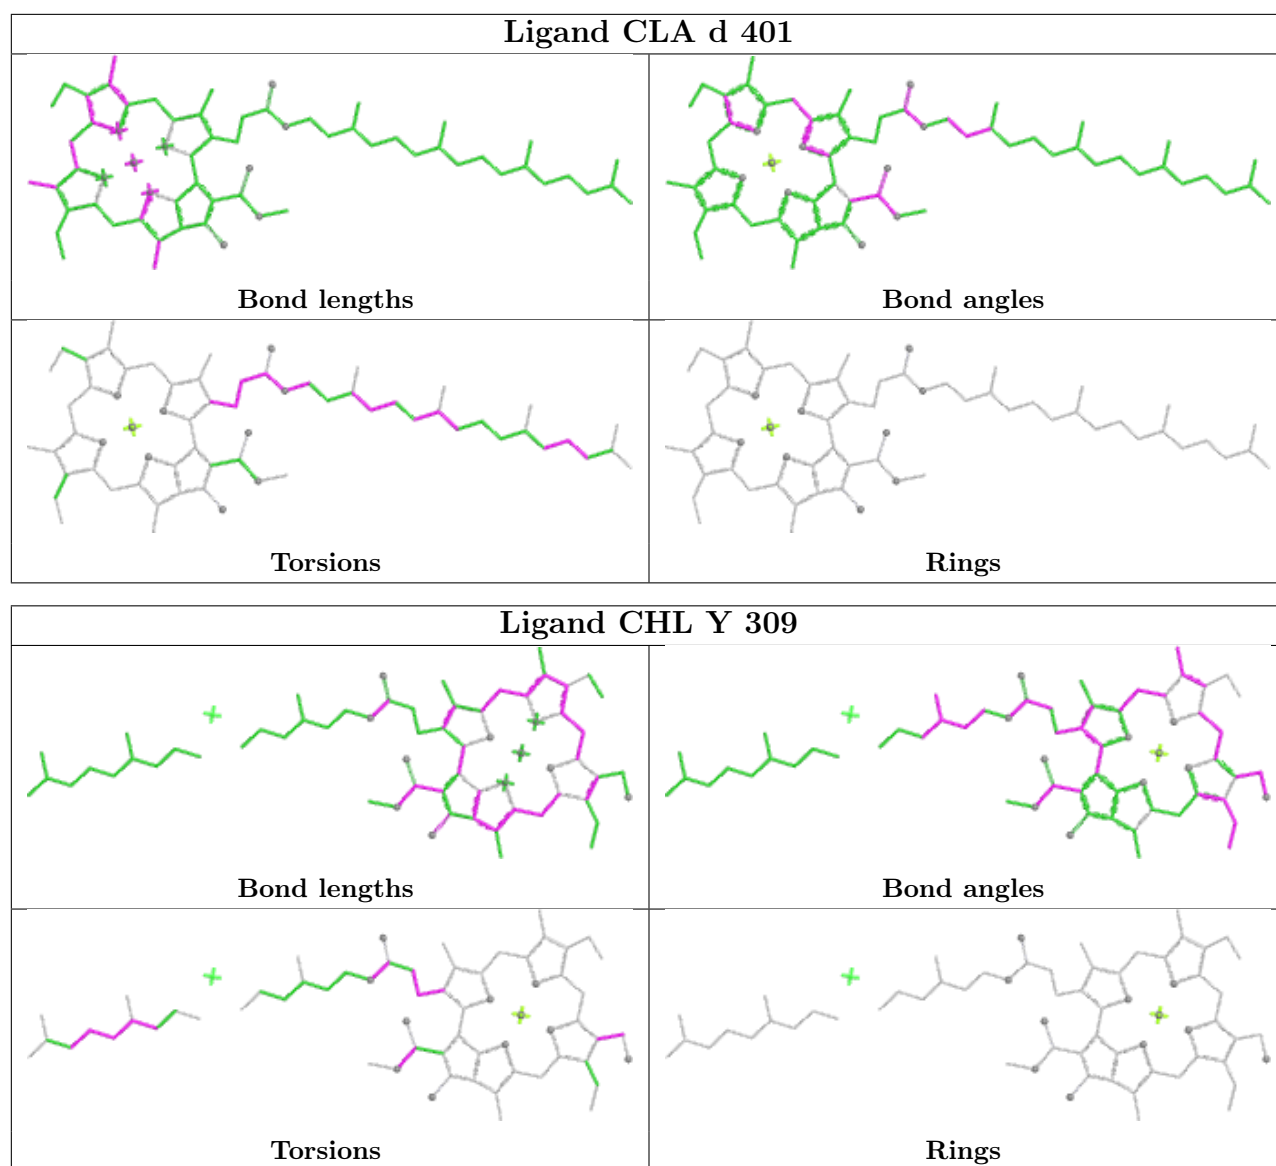 Ligand CLA d 401
Bond lengths
Bond angles
Torsions
Rings
Ligand CHL Y 309
Bond lengths
Bond angles
Torsions
Rings